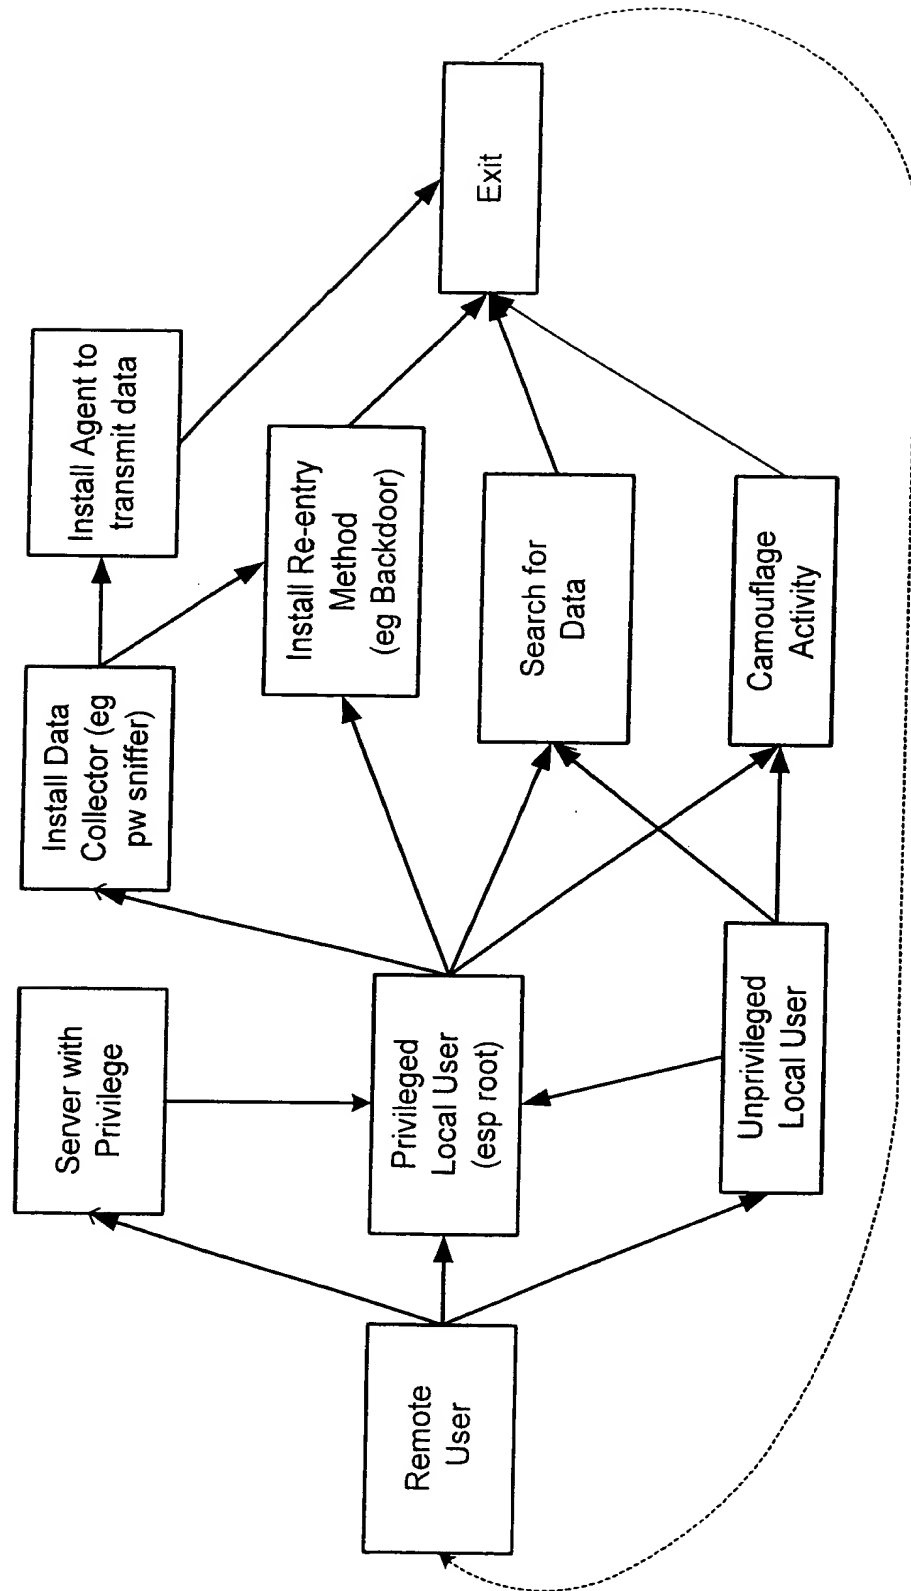 Remote
User
Server with
Privilege
Privileged
Local User
(esp root)
Unprivileged
Local User
Install Data
Collector (eg
pw sniffer)
Install Agent to
transmit data
Install Re-entry
Method
(eg Backdoor)
Search for
Data
Camouflage
Activity
Exit